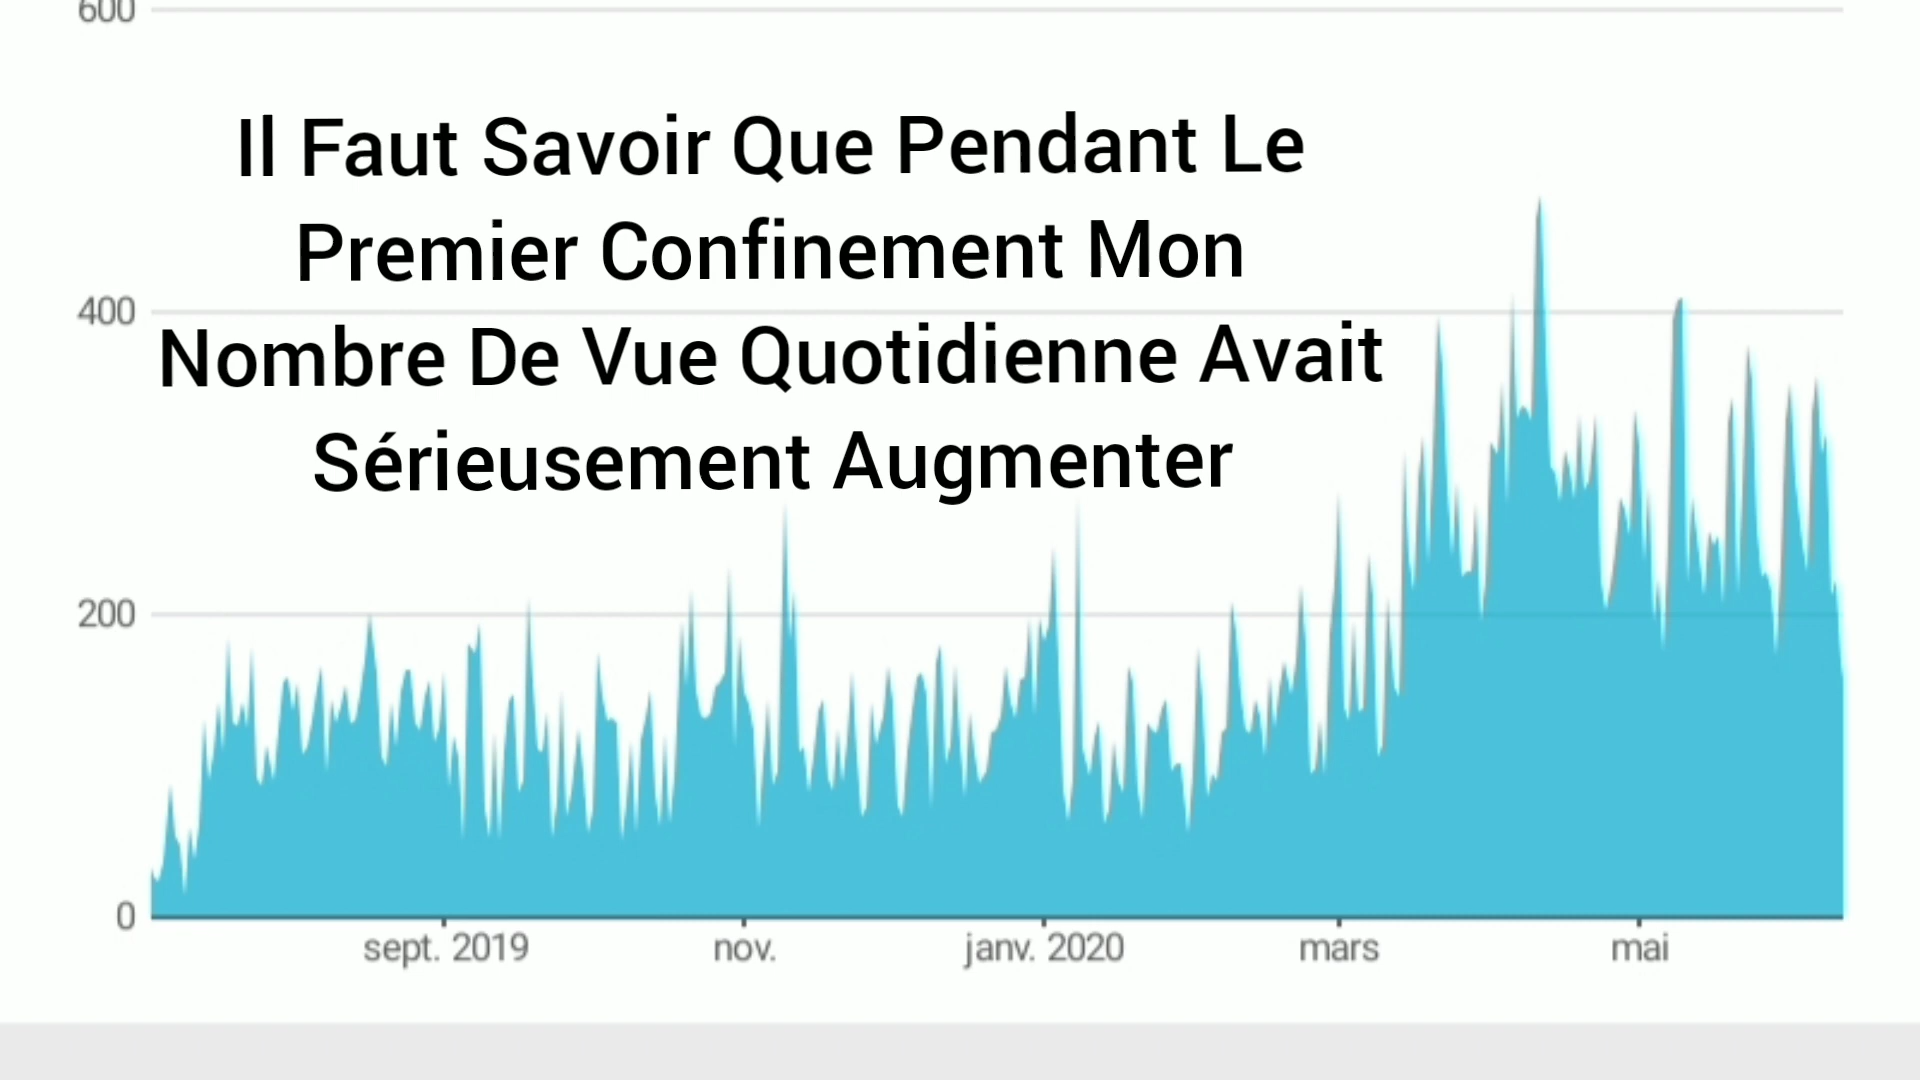 600
Il Faut Savoir Que Pendant Le
Premier Confinement Mon
400
Nombre De Vue Quotidienne Avait
Sérieusement Augmenter
200
0
sept. 2019 nov. janv. 2020 mars mai